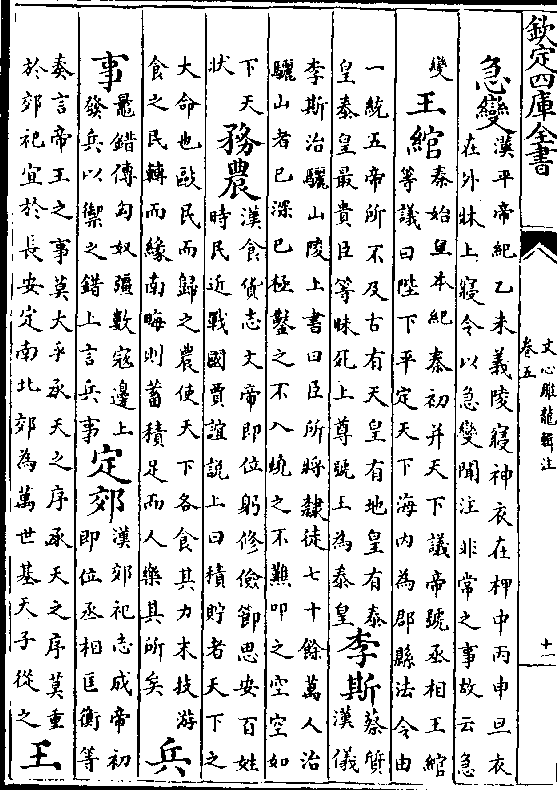 欽定四庫全書
文心雕龍輯注
卷五
十一
急變
漢平帝紀乙未義陵寢神衣在柙中丙申旦衣
在外牀上寢令以急變聞注非常之事故云急
變
王綰
秦始皇本紀秦初并天下議帝號丞相王綰
等議曰陛下平定天下海內為郡縣法令由
一統五帝所不及古有天皇有地皇有泰
皇泰皇最貴臣等昧死上尊號王為泰皇
李斯
蔡質
漢儀
李斯治驪山陵上書曰臣所將隸徒七十餘萬人治
驪山者已深已極鑿之不入燒之不難叩之空空如
下天
狀
務農
漢食貨志文帝即位躬修儉節思安百姓
時民近戰國賈誼說上曰積貯者天下之
大命也敺民而歸之農使天下各食其力末技游
食之民轉而緣南畮則蓄積足而人樂其所矣
兵
事
鼂錯傳匈奴疆數寇邊上
發兵以禦之錯上言兵事
定郊
漢郊祀志成帝初
即位丞相匡衡等
奏言帝王之事莫大乎承天之序承天之序莫重
於郊祀宜於長安定南北郊為萬世基天子從之
王